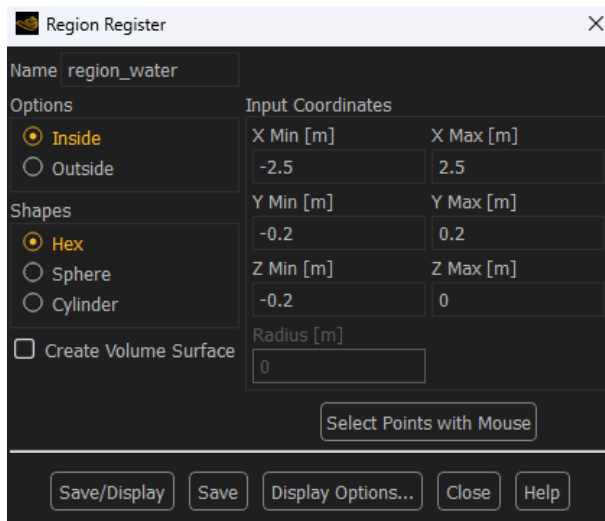 Region Register
Name region_water
Options
Inside
Outside
Shapes
Hex
Sphere
Cylinder
Create Volume Surface
Input Coordinates
X Min [m] X Max [m]
-2.5 2.5
Y Min [m] Y Max [m]
-0.2 0.2
Z Min [m] Z Max [m]
-0.2 0
Radius [m]
0
Select Points with Mouse
Save/Display Save Display Options... Close Help